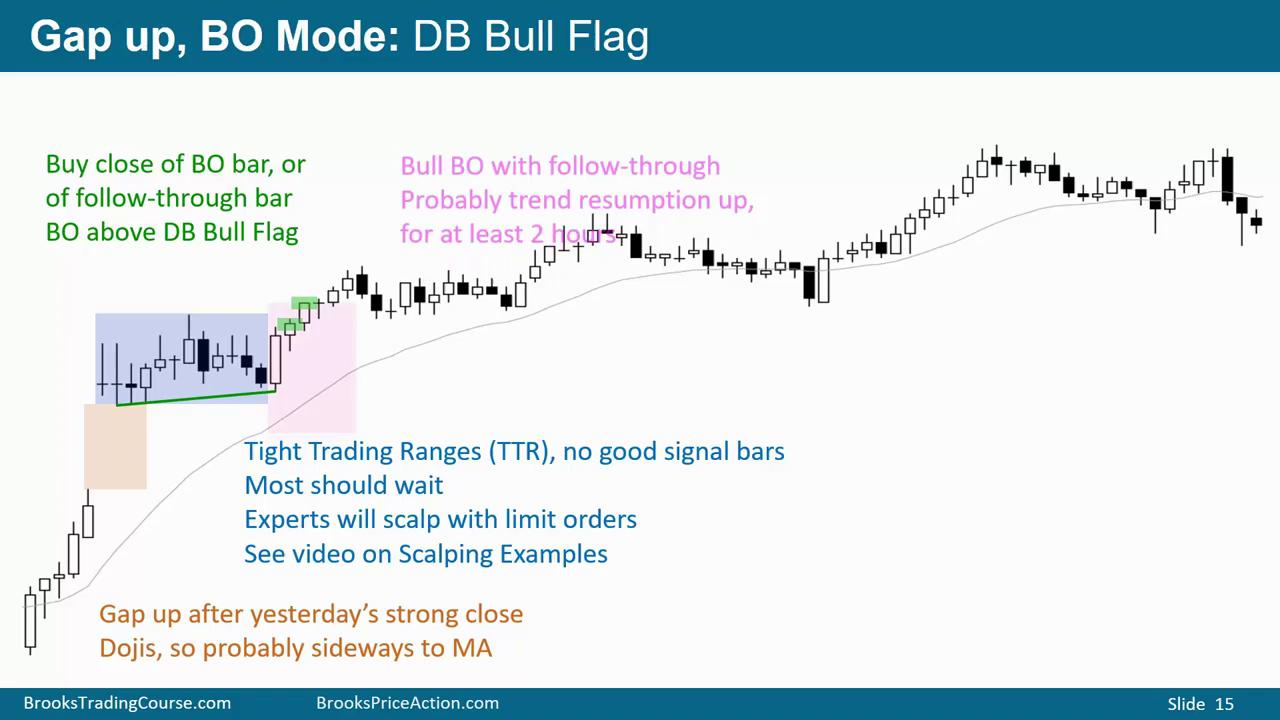 Gap up, BO Mode: DB Bull Flag
Buy close of BO bar, or
of follow-through bar
BO above DB Bull Flag
Bull BO with follow-through
Probably trend resumption up,
for at least 2 hours
Tight Trading Ranges (TTR), no good signal bars
Most should wait
Experts will scalp with limit orders
See video on Scalping Examples
Gap up after yesterday's strong close
Dojis, so probably sideways to MA
BrooksTradingCourse.com
BrooksPriceAction.com
Slide 15